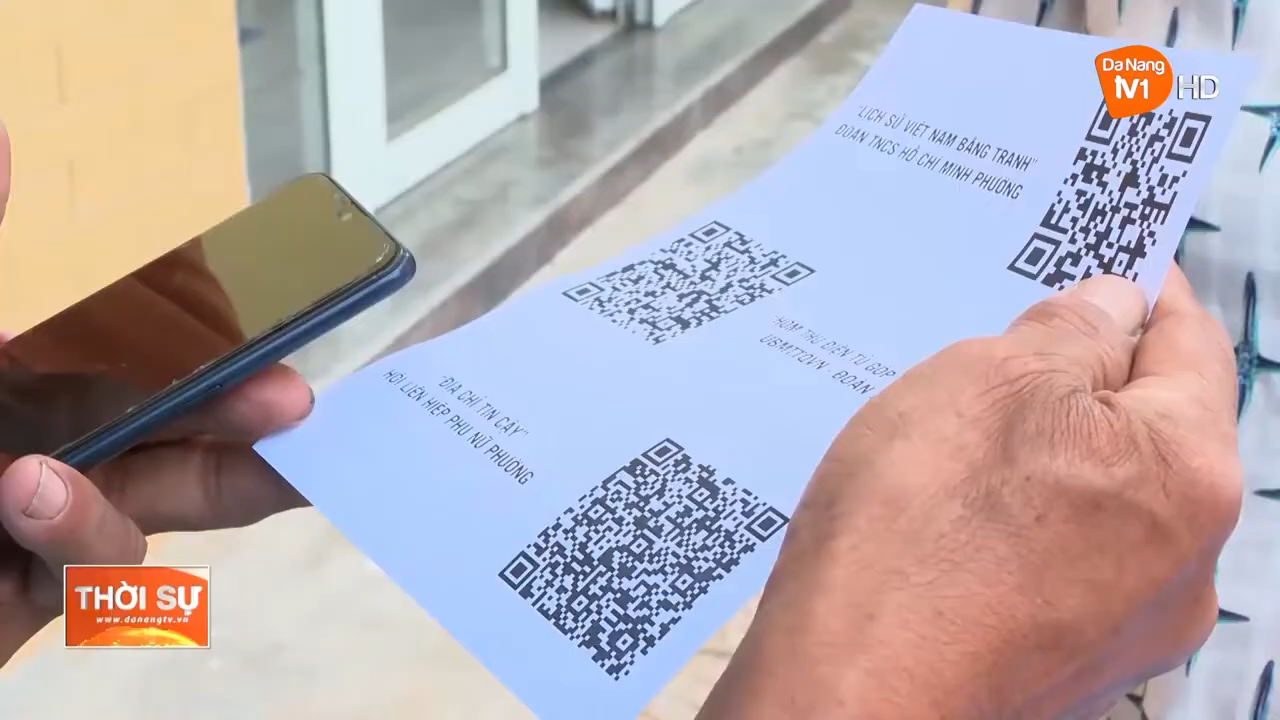 Da Nang
TV1
HD
"LỊCH SỬ VIỆT NAM BẰNG TRANH"
ĐOÀN TNCS HỒ CHÍ MINH PHƯỜNG
"HÒM THƯ ĐIỆN TỬ GÓP
UBMTTQVN - ĐOÀN
"ĐỊA CHỈ TIN CẬY"
HỘI LIÊN HIỆP PHỤ NỮ PHƯỜNG
THỜI SỰ
www.danangtv.vn